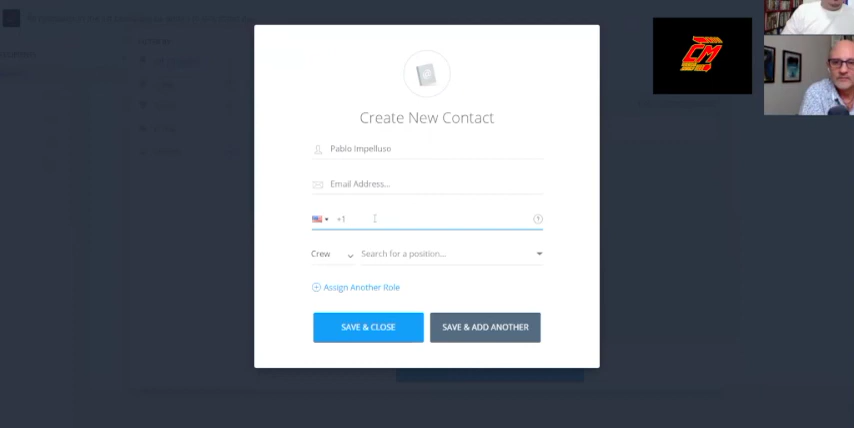 CM
Create New Contact
Pablo Impelluso
Email Address...
+1
Crew
Search for a position...
Assign Another Role
SAVE & CLOSE
SAVE & ADD ANOTHER